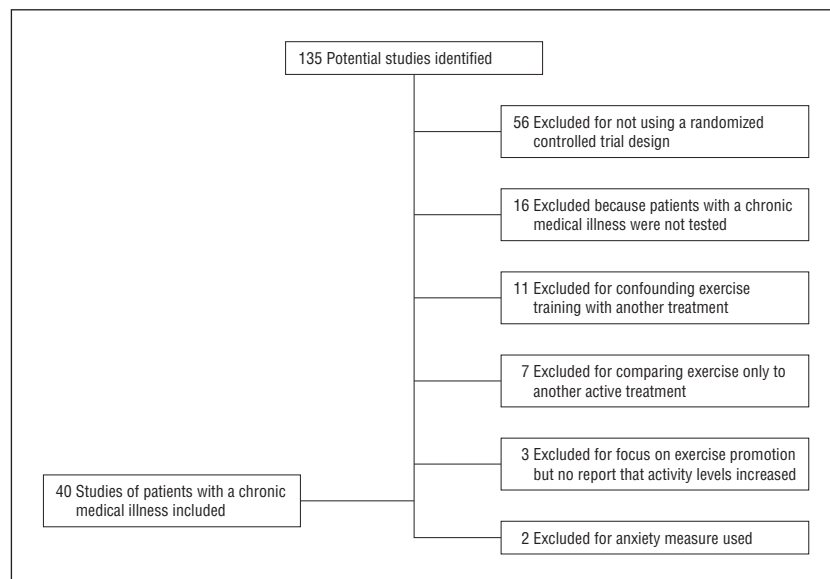 135 Potential studies identified
56 Excluded for not using a randomized
controlled trial design
16 Excluded because patients with a chronic
medical illness were not tested
11 Excluded for confounding exercise
training with another treatment
7 Excluded for comparing exercise only to
another active treatment
3 Excluded for focus on exercise promotion
but no report that activity levels increased
40 Studies of patients with a chronic
medical illness included
2 Excluded for anxiety measure used